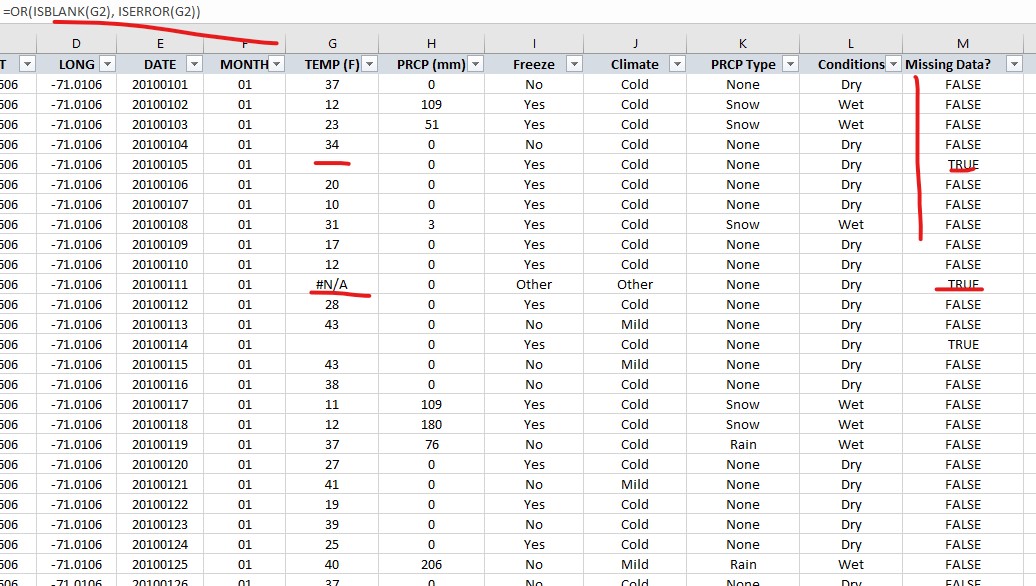 =OR(ISBLANK(G2), ISERROR(G2))
D E F G H I J K L M
T LONG DATE MONTH TEMP (F) PRCP (mm) Freeze Climate PRCP Type Conditions Missing Data?
506 -71.0106 20100101 01 37 0 No Cold None Dry FALSE
506 -71.0106 20100102 01 12 109 Yes Cold Snow Wet FALSE
506 -71.0106 20100103 01 23 51 Yes Cold Snow Wet FALSE
506 -71.0106 20100104 01 34 0 No Cold None Dry FALSE
506 -71.0106 20100105 01 0 Yes Cold None Dry TRUE
506 -71.0106 20100106 01 20 0 Yes Cold None Dry FALSE
506 -71.0106 20100107 01 10 0 Yes Cold None Dry FALSE
506 -71.0106 20100108 01 31 3 Yes Cold Snow Wet FALSE
506 -71.0106 20100109 01 17 0 Yes Cold None Dry FALSE
506 -71.0106 20100110 01 12 0 Yes Cold None Dry FALSE
506 -71.0106 20100111 01 #N/A 0 Other Other None Dry TRUE
506 -71.0106 20100112 01 28 0 Yes Cold None Dry FALSE
506 -71.0106 20100113 01 43 0 No Mild None Dry FALSE
506 -71.0106 20100114 01 0 Yes Cold None Dry TRUE
506 -71.0106 20100115 01 43 0 No Mild None Dry FALSE
506 -71.0106 20100116 01 38 0 No Cold None Dry FALSE
506 -71.0106 20100117 01 11 109 Yes Cold Snow Wet FALSE
506 -71.0106 20100118 01 12 180 Yes Cold Snow Wet FALSE
506 -71.0106 20100119 01 37 76 No Cold Rain Wet FALSE
506 -71.0106 20100120 01 27 0 Yes Cold None Dry FALSE
506 -71.0106 20100121 01 41 0 No Mild None Dry FALSE
506 -71.0106 20100122 01 19 0 Yes Cold None Dry FALSE
506 -71.0106 20100123 01 39 0 No Cold None Dry FALSE
506 -71.0106 20100124 01 25 0 Yes Cold None Dry FALSE
506 -71.0106 20100125 01 40 206 No Mild Rain Wet FALSE
506 -71.0106 20100126 01 37 0 No Cold None Dry FALSE